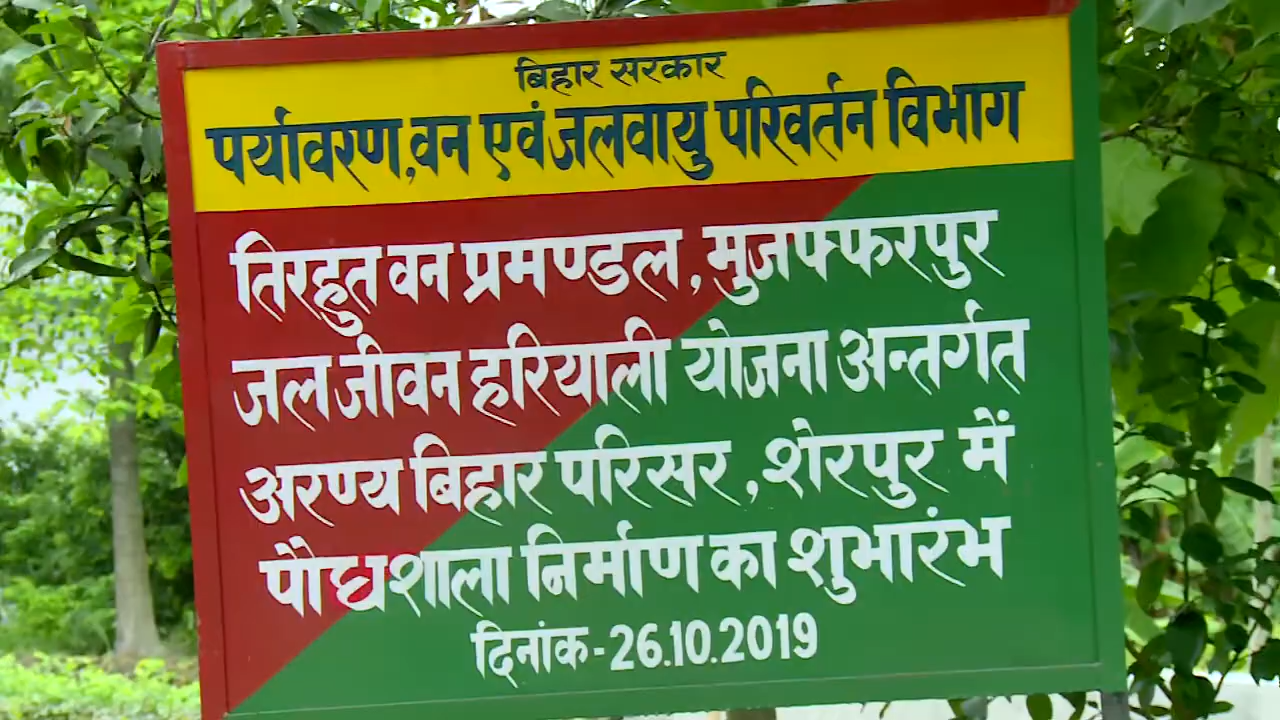 बिहार सरकार
पर्यावरण,वन एवं जलवायु परिवर्तन विभाग
तिरहुत वन प्रमण्डल, मुजफ्फरपुर
जल जीवन हरियाली योजना अन्तर्गत
अरण्य बिहार परिसर, शेरपुर में
पौद्यशाला निर्माण का शुभारंभ
दिनांक-26.10.2019